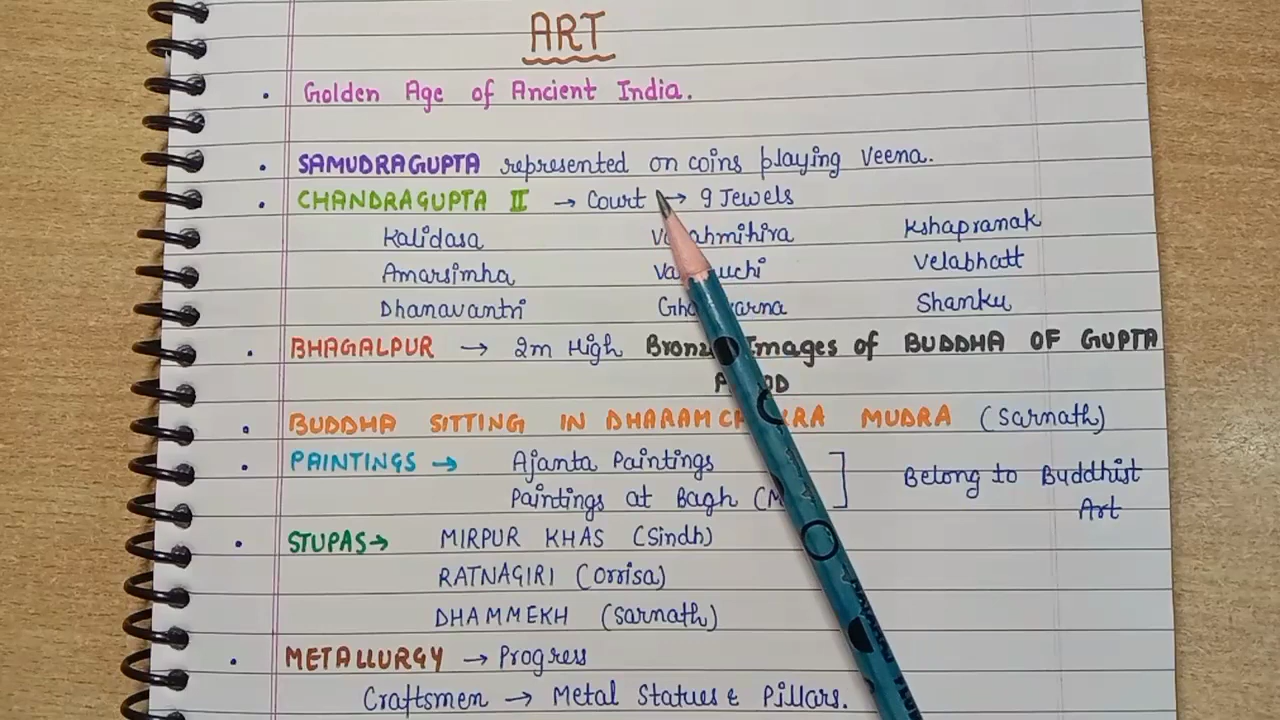 ART
• Golden Age of Ancient India.
• SAMUDRAGUPTA represented on coins playing Veena.
• CHANDRAGUPTA II → Court → 9 Jewels
Kalidasa Kshapranak
Amarsimha Velabhatt
Dhanavantri Shanku
• BHAGALPUR → 2m High Bronze Images of BUDDHA OF GUPTA
• BUDDHA SITTING IN DHARAMCHAKRA MUDRA (Sarnath)
• PAINTINGS → Ajanta Paintings
Paintings at Bagh
Belong to Buddhist
Art
• STUPAS → MIRPUR KHAS (Sindh)
RATNAGIRI (Orrisa)
DHAMMEKH (Sarnath)
• METALLURGY → Progress
Craftsmen → Metal Statues & Pillars.